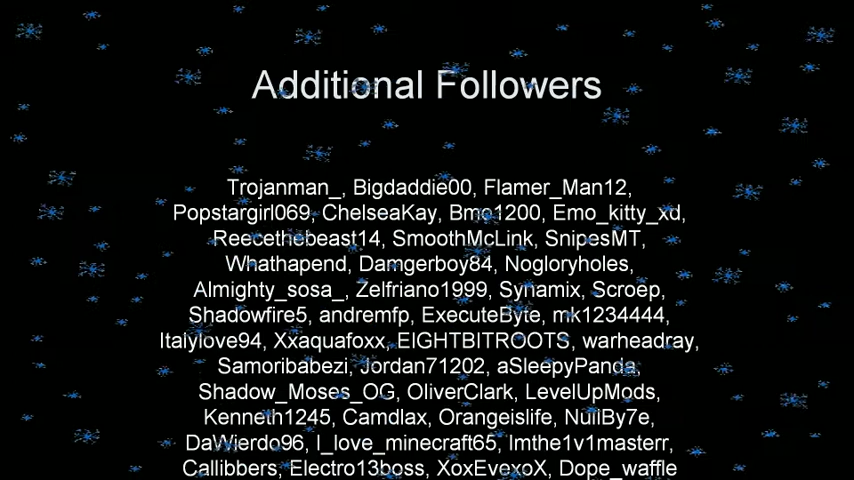 Additional Followers
Trojanman_, Bigdaddie00, Flamer_Man12,
Popstargirl069, ChelseaKay, Bmo1200, Emo_kitty_xd,
Reecethebeast14, SmoothMcLink, SnipesMT,
Whathapend, Damgerboy84, Nogloryholes,
Almighty_sosa_, Zelfriano1999, Synamix, Scroep,
Shadowfire5, andremfp, ExecuteByte, mk1234444,
Italylove94, Xxaquafoxx, EIGHTBITROOTS, warheadray,
Samoribabezi, Jordan71202, aSleepyPanda,
Shadow_Moses_OG, OliverClark, LevelUpMods,
Kenneth1245, Camdlax, Orangeislife, NullBy7e,
DaWierdo96, I_love_minecraft65, Imthe1v1masterr,
Callibbers, Electro13boss, XoxEvexoX, Dope_waffle